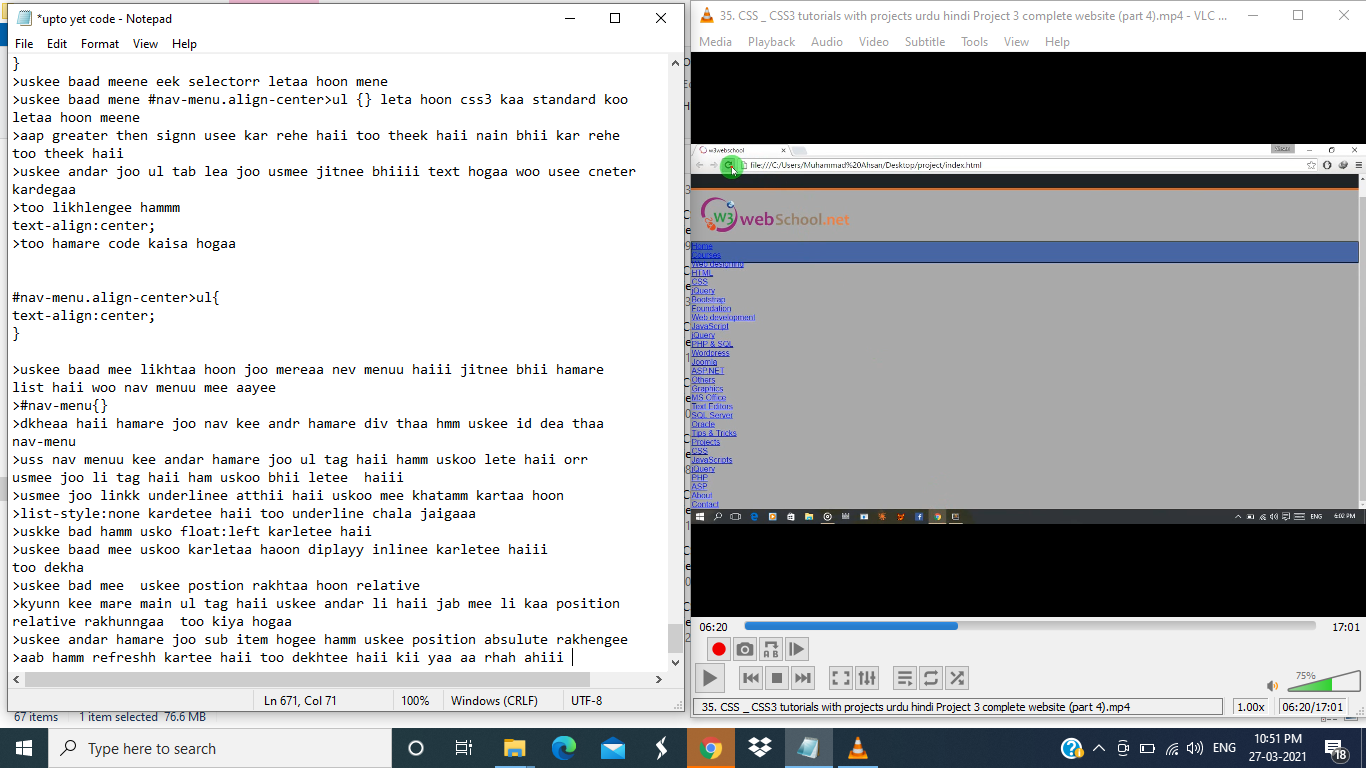 *upto yet code - Notepad
File Edit Format View Help
}
>uskee baad meene eek selectorr letaa hoon mene
>uskee baad mene #nav-menu.align-center>ul {} leta hoon css3 kaa standard koo
letaa hoon meene
>aap greater then signn usee kar rehe haii too theek haii nain bhii kar rehe
too theek haii
>uskee andar joo ul tab lea joo usmee jitnee bhiiii text hogaa woo usee cneter
kardegaa
>too likhlengee hammm
text-align:center;
>too hamare code kaisa hogaa
#nav-menu.align-center>ul{
text-align:center;
}
>uskee baad mee likhtaa hoon joo mereaa nev menuu haiii jitnee bhii hamare
list haii woo nav menuu mee aayee
>#nav-menu{}
>dkheaa haii hamare joo nav kee andr hamare div thaa hmm uskee id dea thaa
nav-menu
>uss nav menuu kee andar hamare joo ul tag haii hamm uskoo lete haii orr
usmee joo li tag haii ham uskoo bhii letee  haiii
>usmee joo linkk underlinee atthii haii uskoo mee khatamm kartaa hoon
>list-style:none kardetee haii too underline chala jaigaaa
>uskke bad hamm usko float:left karletee haii
>uskee baad mee uskoo karletaa haoon diplayy inlinee karletee haiii
too dekha
>uskee bad mee  uskee postion rakhtaa hoon relative
>kyunn kee mare main ul tag haii uskee andar li haii jab mee li kaa position
relative rakhunngaa  too kiya hogaa
>uskee andar hamare joo sub item hogee hamm uskee position absulute rakhengee
>aab hamm refreshh kartee haii too dekhtee haii kii yaa aa rhah ahiii
Ln 671, Col 71 100% Windows (CRLF) UTF-8
67 items 1 item selected 76.6 MB
35. CSS _ CSS3 tutorials with projects urdu hindi Project 3 complete website (part 4).mp4 - VLC ...
Media Playback Audio Video Subtitle Tools View Help
w3webschool
file:///C:/Users/Muhammad%20Ahsan/Desktop/project/index.html
W3 webSchool.net
Home
Courses
Web designing
HTML
CSS
jQuery
Bootstrap
Foundation
Web development
JavaScript
jQuery
PHP & SQL
Wordpress
Joomla
ASP.NET
Others
Graphics
MS Office
Text Editors
SQL Server
Oracle
Tips & Tricks
Projects
CSS
JavaScripts
jQuery
PHP
ASP
About
Contact
ENG 6:02 PM
06:20 17:01
75%
35. CSS _ CSS3 tutorials with projects urdu hindi Project 3 complete website (part 4).mp4 1.00x 06:20/17:01
Type here to search
ENG 10:51 PM
27-03-2021
18